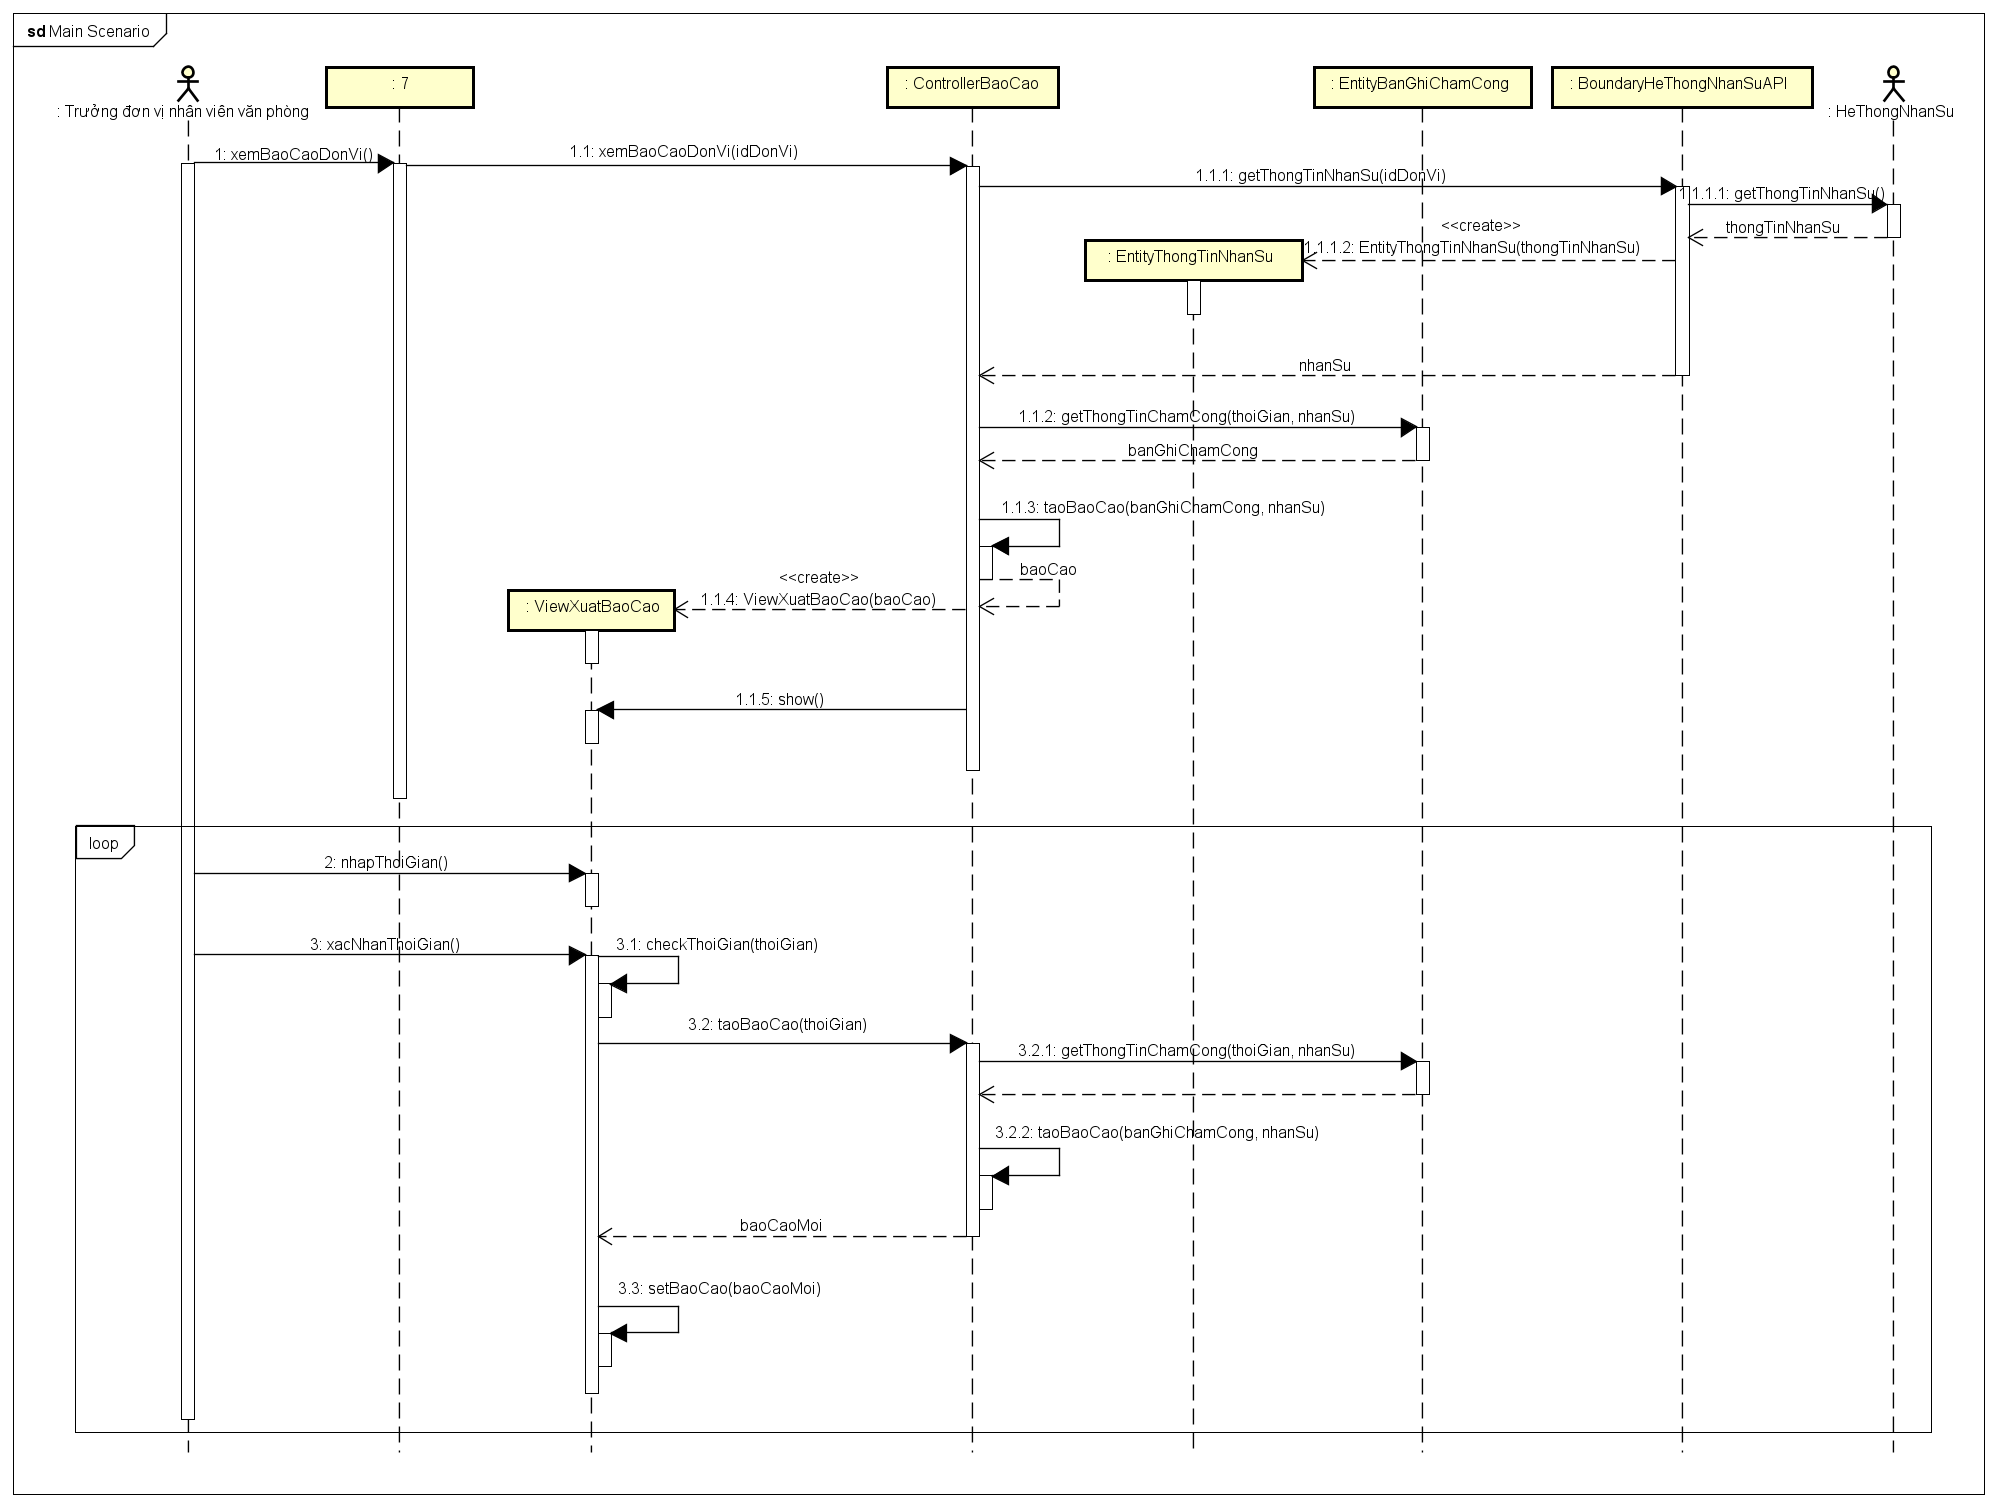 sd Main Scenario
: Trưởng đơn vị nhân viên văn phòng
: 7
: ControllerBaoCao
: EntityBanGhiChamCong
: BoundaryHeThongNhanSuAPI
: HeThongNhanSu
1: xemBaoCaoDonVi()
1.1: xemBaoCaoDonVi(idDonVi)
1.1.1: getThongTinNhanSu(idDonVi)
1.1.1.1: getThongTinNhanSu()
thongTinNhanSu
<<create>>
1.1.1.2: EntityThongTinNhanSu(thongTinNhanSu)
: EntityThongTinNhanSu
nhanSu
1.1.2: getThongTinChamCong(thoiGian, nhanSu)
banGhiChamCong
1.1.3: taoBaoCao(banGhiChamCong, nhanSu)
baoCao
<<create>>
1.1.4: ViewXuatBaoCao(baoCao)
: ViewXuatBaoCao
1.1.5: show()
loop
2: nhapThoiGian()
3: xacNhanThoiGian()
3.1: checkThoiGian(thoiGian)
3.2: taoBaoCao(thoiGian)
3.2.1: getThongTinChamCong(thoiGian, nhanSu)
3.2.2: taoBaoCao(banGhiChamCong, nhanSu)
baoCaoMoi
3.3: setBaoCao(baoCaoMoi)